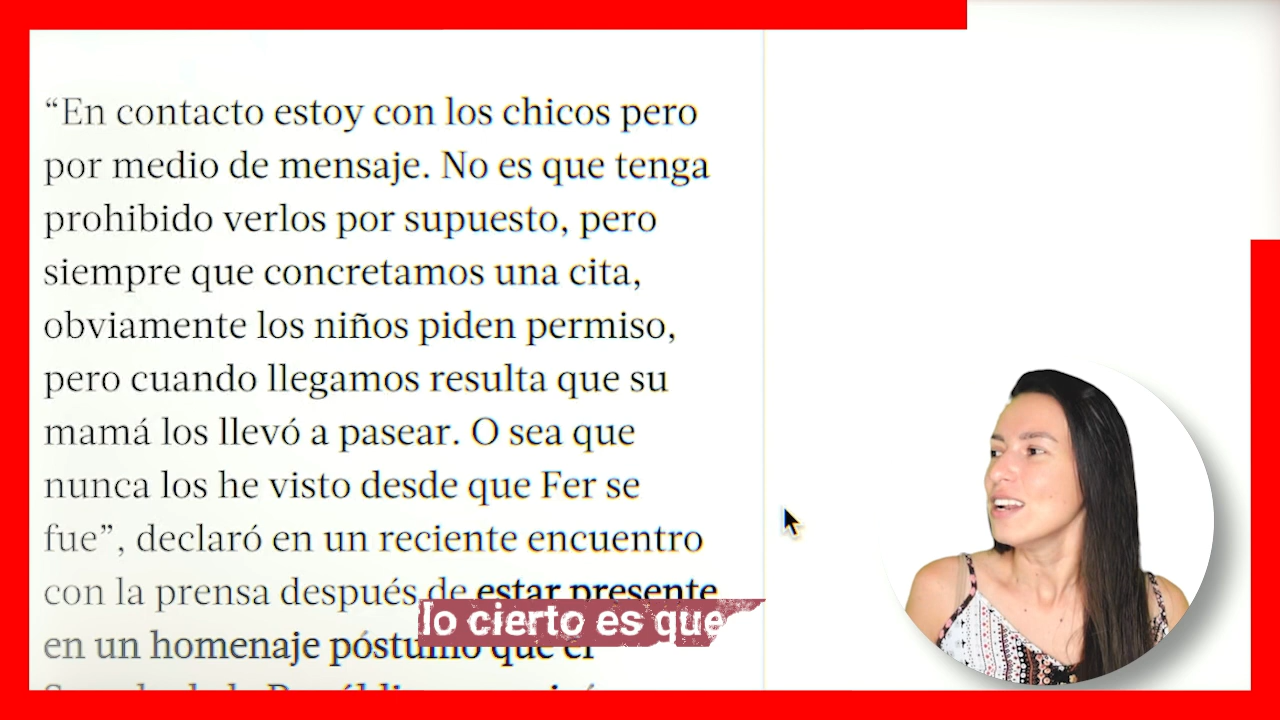 “En contacto estoy con los chicos pero
por medio de mensaje. No es que tenga
prohibido verlos por supuesto, pero
siempre que concretamos una cita,
obviamente los niños piden permiso,
pero cuando llegamos resulta que su
mamá los llevó a pasear. O sea que
nunca los he visto desde que Fer se
fue”, declaró en un reciente encuentro
con la prensa después de estar presente
en un homenaje póstumo que el
lo cierto es que